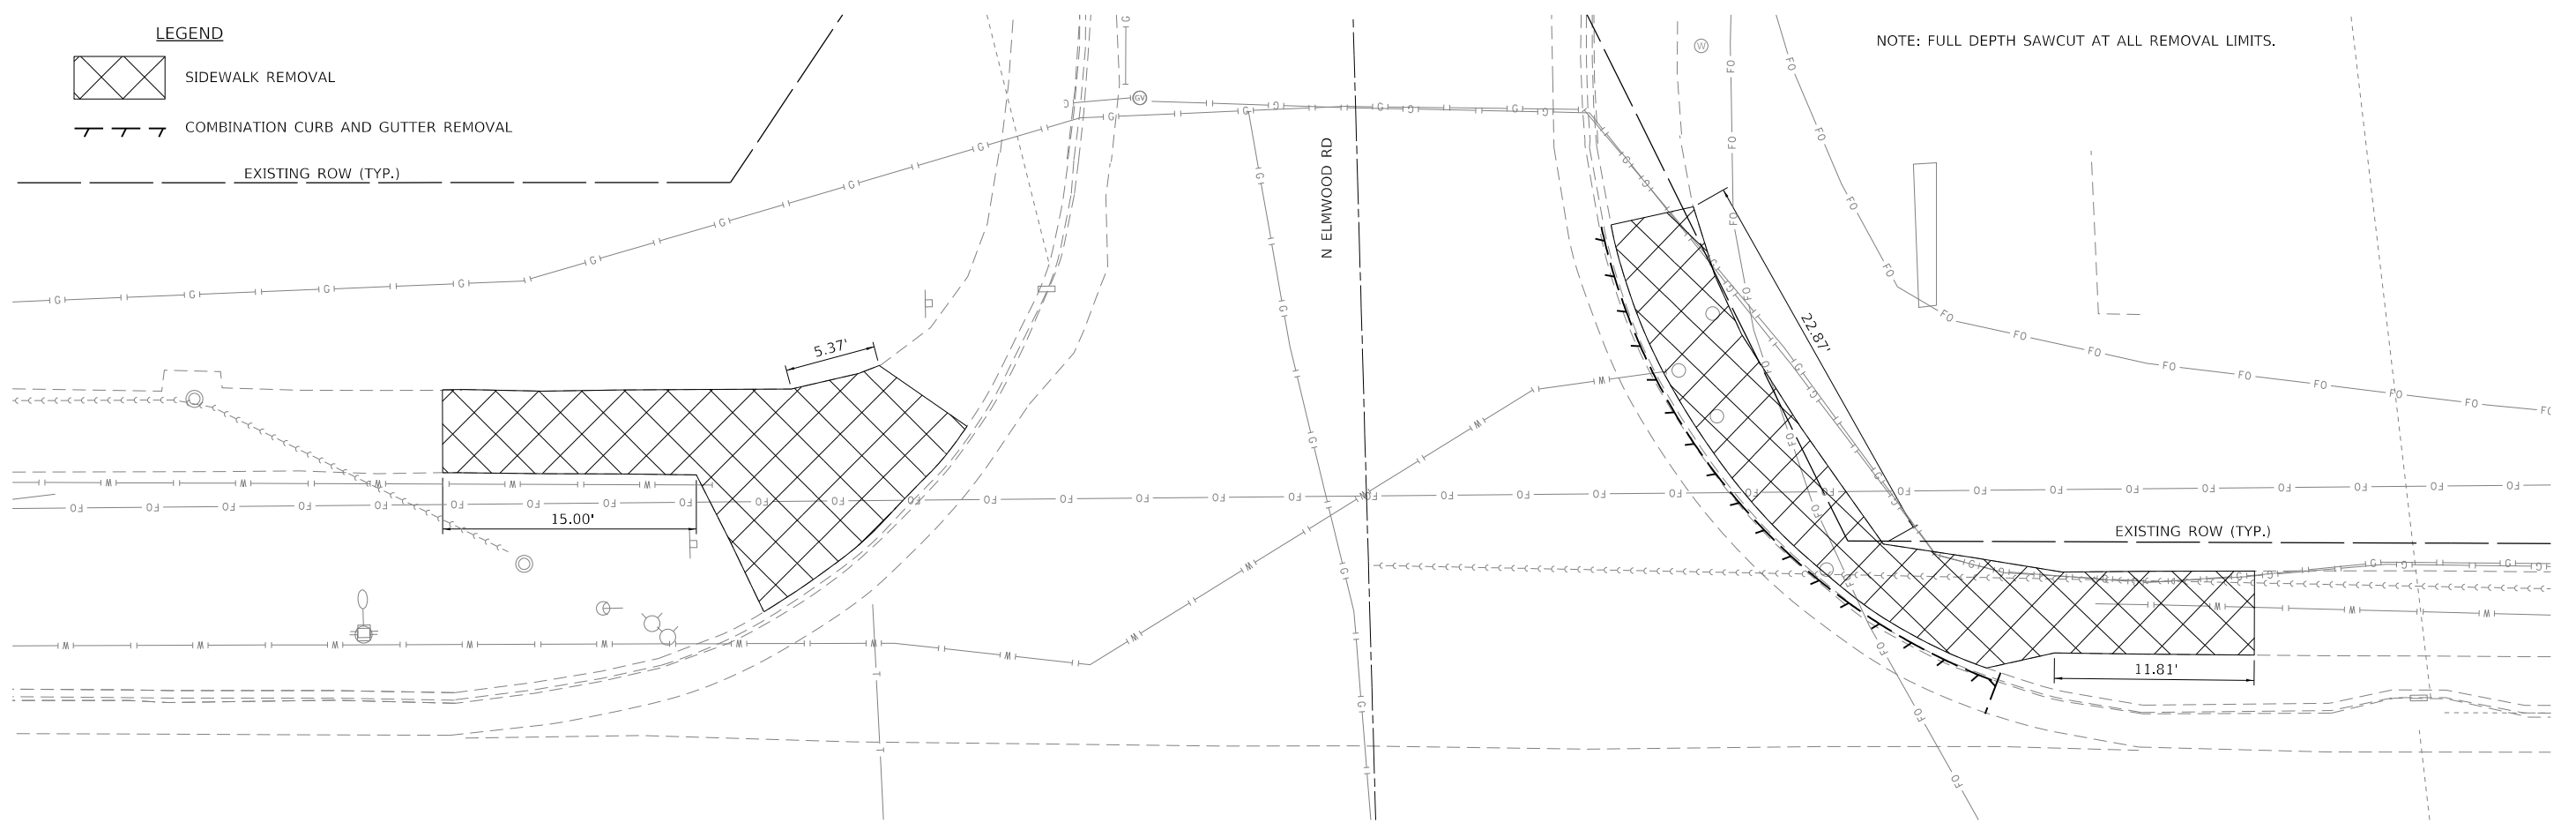 LEGEND
SIDEWALK REMOVAL
COMBINATION CURB AND GUTTER REMOVAL
EXISTING ROW (TYP.)
NOTE: FULL DEPTH SAWCUT AT ALL REMOVAL LIMITS.
N ELMWOOD RD
GV
W
5.37'
15.00'
22.87'
EXISTING ROW (TYP.)
11.81'